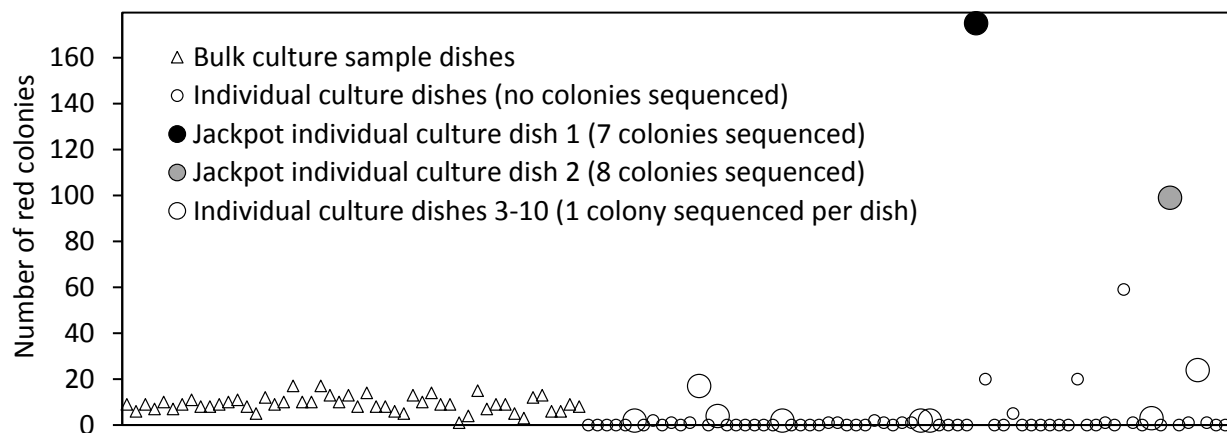 Number of red colonies
160
140
120
100
80
60
40
20
0
Bulk culture sample dishes
Individual culture dishes (no colonies sequenced)
Jackpot individual culture dish 1 (7 colonies sequenced)
Jackpot individual culture dish 2 (8 colonies sequenced)
Individual culture dishes 3-10 (1 colony sequenced per dish)